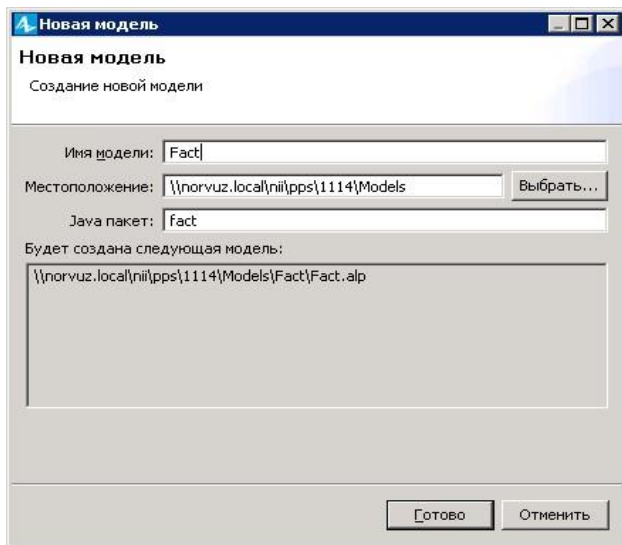 Новая модель
Новая модель
Создание новой модели
Имя модели: Fact
Местоположение: \\norvuz.local\nii\pps\1114\Models Выбрать...
Java пакет: fact
Будет создана следующая модель:
\\norvuz.local\nii\pps\1114\Models\Fact\Fact.alp
Готово Отменить